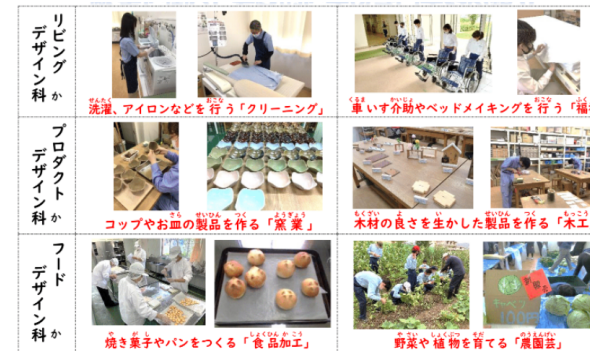 リビングデザイン科
洗濯、アイロンなどを行う「クリーニング」
車いす介助やベッドメイキングを行う「福
プロダクトデザイン科
コップやお皿の製品を作る「窯業」
木材の良さを生かした製品を作る「木工
フードデザイン科
焼き菓子やパンをつくる「食品加工」
野菜や植物を育てる「農園芸」